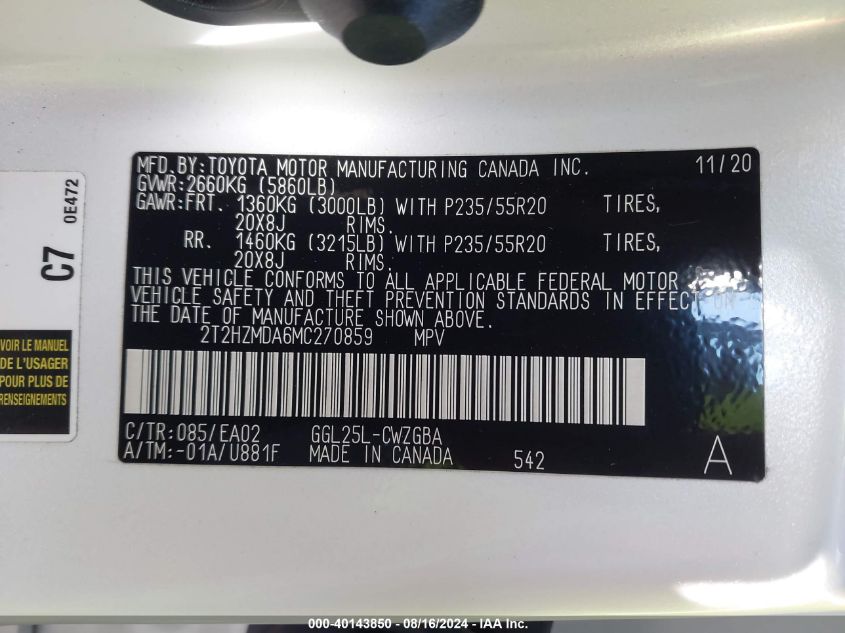 MFD.BY:TOYOTA MOTOR MANUFACTURING CANADA INC. 11/20
GVWR:2660KG (5860LB)
GAWR:FRT. 1360KG (3000LB) WITH P235/55R20 TIRES,
20X8J RIMS.
RR. 1460KG (3215LB) WITH P235/55R20 TIRES,
20X8J RIMS.
THIS VEHICLE CONFORMS TO ALL APPLICABLE FEDERAL MOTOR
VEHICLE SAFETY AND THEFT PREVENTION STANDARDS IN EFFECT ON
THE DATE OF MANUFACTURE SHOWN ABOVE.
2T2HZMDA6MC270859 MPV
C/TR:085/EA02 GGL25L-CWZGBA
A/TM:-01A/U881F MADE IN CANADA 542 A
C7 0E472
VOIR LE MANUEL
DE L'USAGER
POUR PLUS DE
RENSEIGNEMENTS
000-40143850 - 08/16/2024 - IAA Inc.